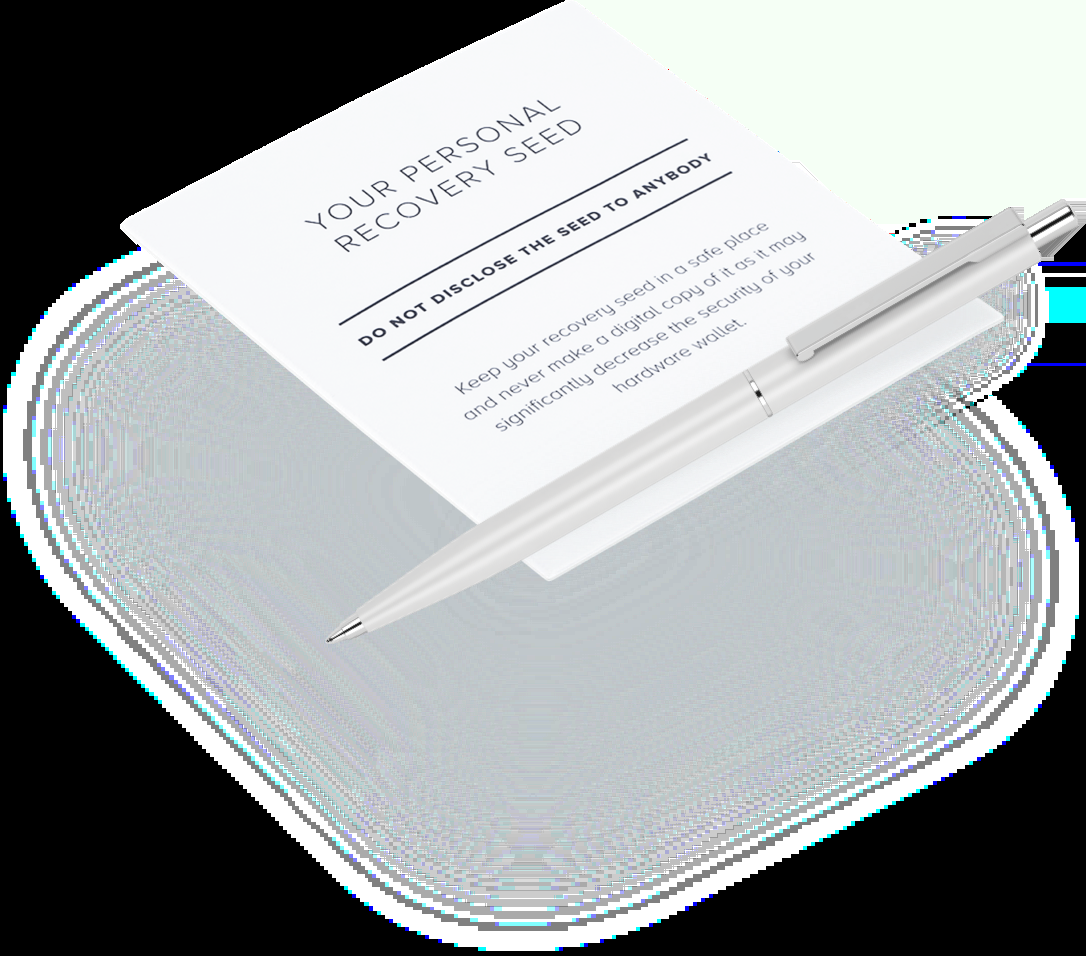 YOUR PERSONAL
RECOVERY SEED
DO NOT DISCLOSE THE SEED TO ANYBODY
Keep your recovery seed in a safe place
and never make a digital copy of it as it may
significantly decrease the security of your
hardware wallet.